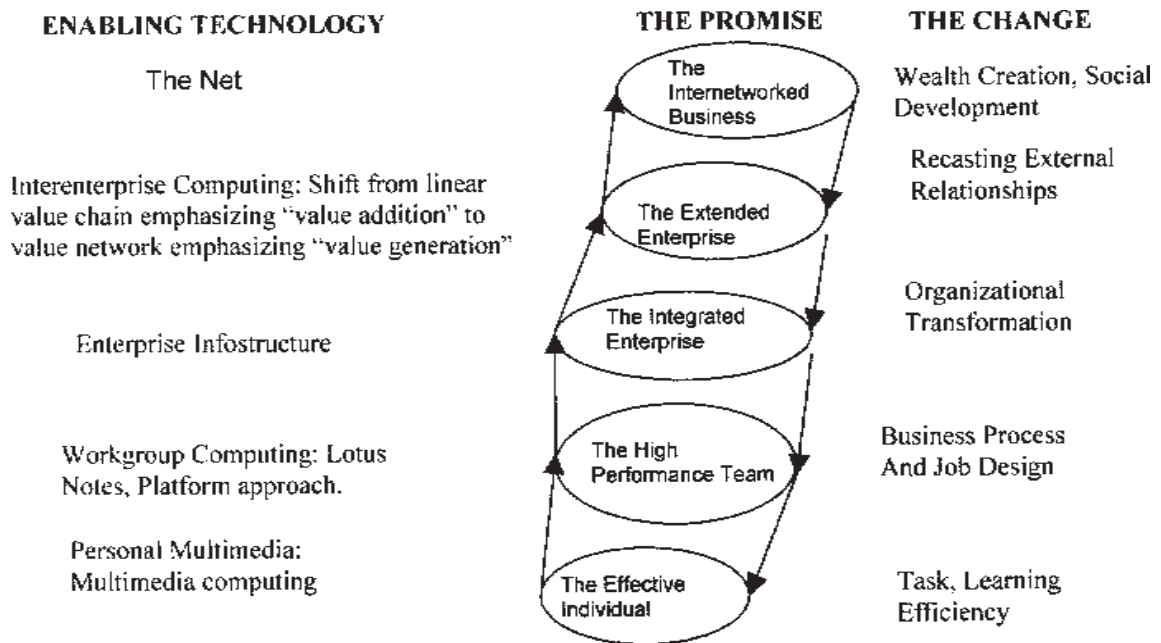 ENABLING TECHNOLOGY
THE PROMISE
THE CHANGE
The Net
The
Internetworked
Business
Wealth Creation, Social
Development
Interenterprise Computing: Shift from linear
value chain emphasizing “value addition” to
value network emphasizing “value generation”
The Extended
Enterprise
Recasting External
Relationships
Enterprise Infostructure
The Integrated
Enterprise
Organizational
Transformation
Workgroup Computing: Lotus
Notes, Platform approach.
The High
Performance Team
Business Process
And Job Design
Personal Multimedia:
Multimedia computing
The Effective
Individual
Task, Learning
Efficiency